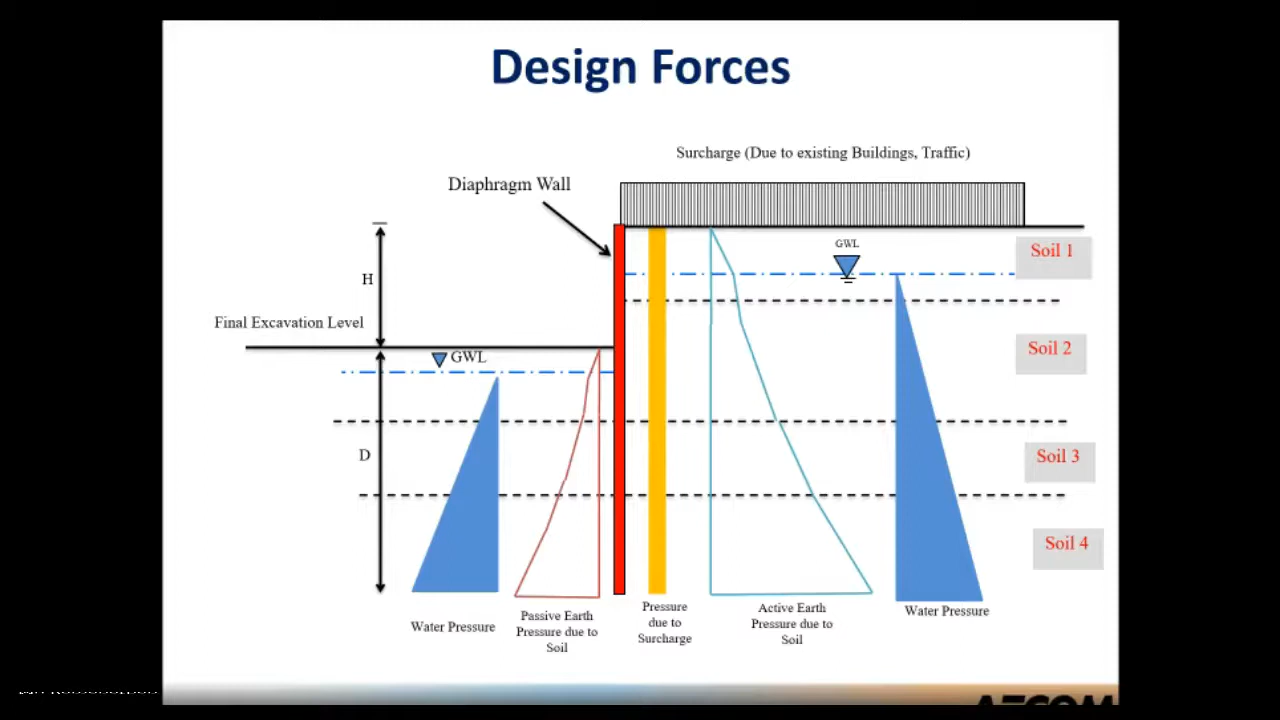 Design Forces
Surcharge (Due to existing Buildings, Traffic)
Diaphragm Wall
GWL
Soil 1
H
Final Excavation Level
GWL
Soil 2
D
Soil 3
Soil 4
Water Pressure
Passive Earth
Pressure due to
Soil
Pressure
due to
Surcharge
Active Earth
Pressure due to
Soil
Water Pressure
AECOM